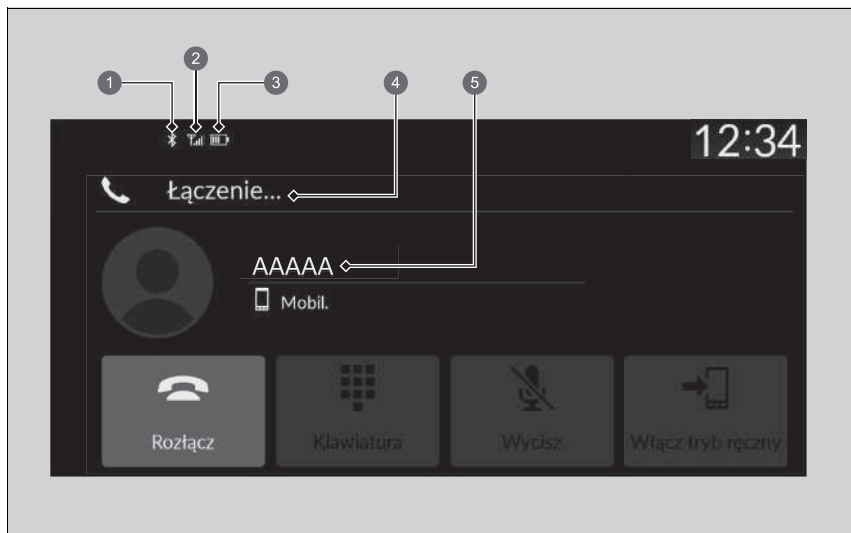 2
1
3
4
5
12:34
Łączenie...
AAAAA
Mobil.
Rozłącz
Klawiatura
Wycisz
Włącz tryb ręczny